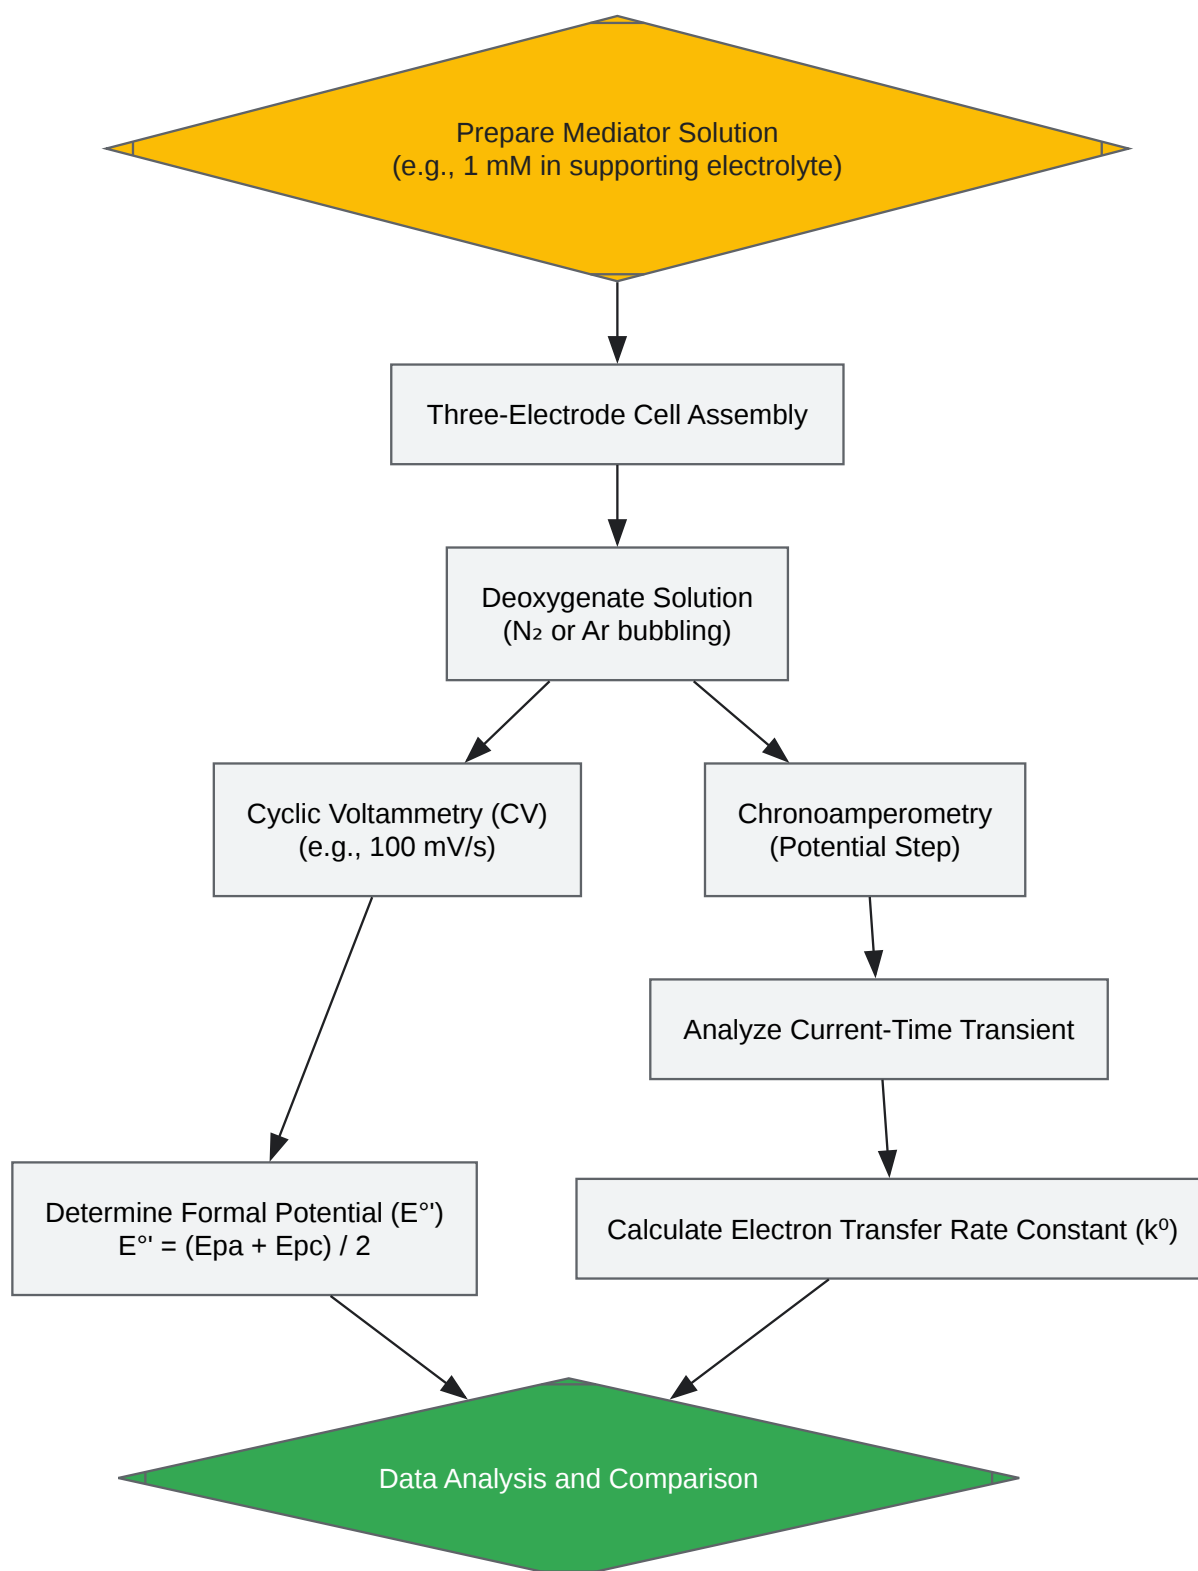 Prepare Mediator Solution
(e.g., 1 mM in supporting electrolyte)
Three-Electrode Cell Assembly
Deoxygenate Solution
(N₂ or Ar bubbling)
Cyclic Voltammetry (CV)
(e.g., 100 mV/s)
Chronoamperometry
(Potential Step)
Analyze Current-Time Transient
Determine Formal Potential (E°')
E°' = (Epa + Epc) / 2
Calculate Electron Transfer Rate Constant (k⁰)
Data Analysis and Comparison